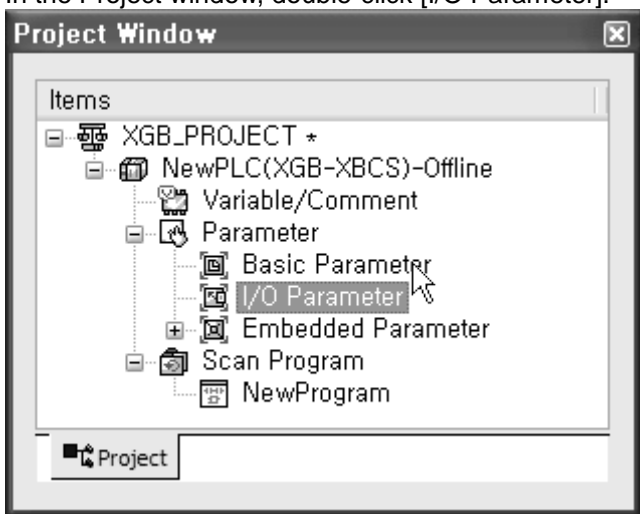 In the Project window, double-click [I/O Parameter].
Project Window
Items
XGB_PROJECT *
NewPLC(XGB-XBCS)-Offline
Variable/Comment
Parameter
Basic Parameter
I/O Parameter
Embedded Parameter
Scan Program
NewProgram
Project